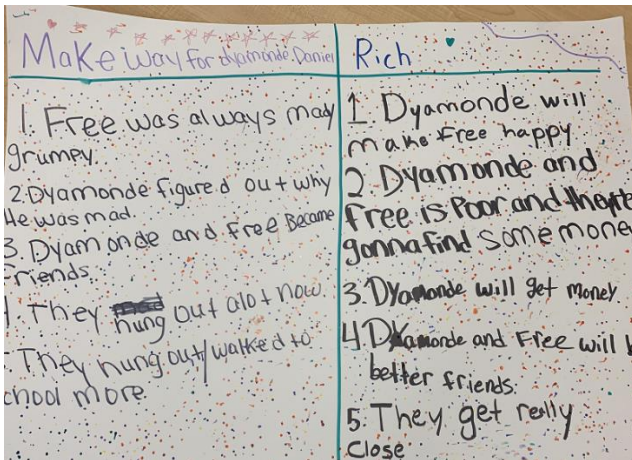 Make way for dyamonde Daniel
1. Free was always mad/
grumpy.
2. Dyamonde figured out why
He was mad.
3. Dyamonde and Free Became
Friends.
. They hung out alot now.
. They hung out/walked to
chool more.
Rich
1. Dyamonde will
make free happy
2. Dyamonde and
free is Poor and they're
gonna find some money
3. Dyamonde will get money
4. Dyamonde and Free will b
better friends.
5. They get really
Close